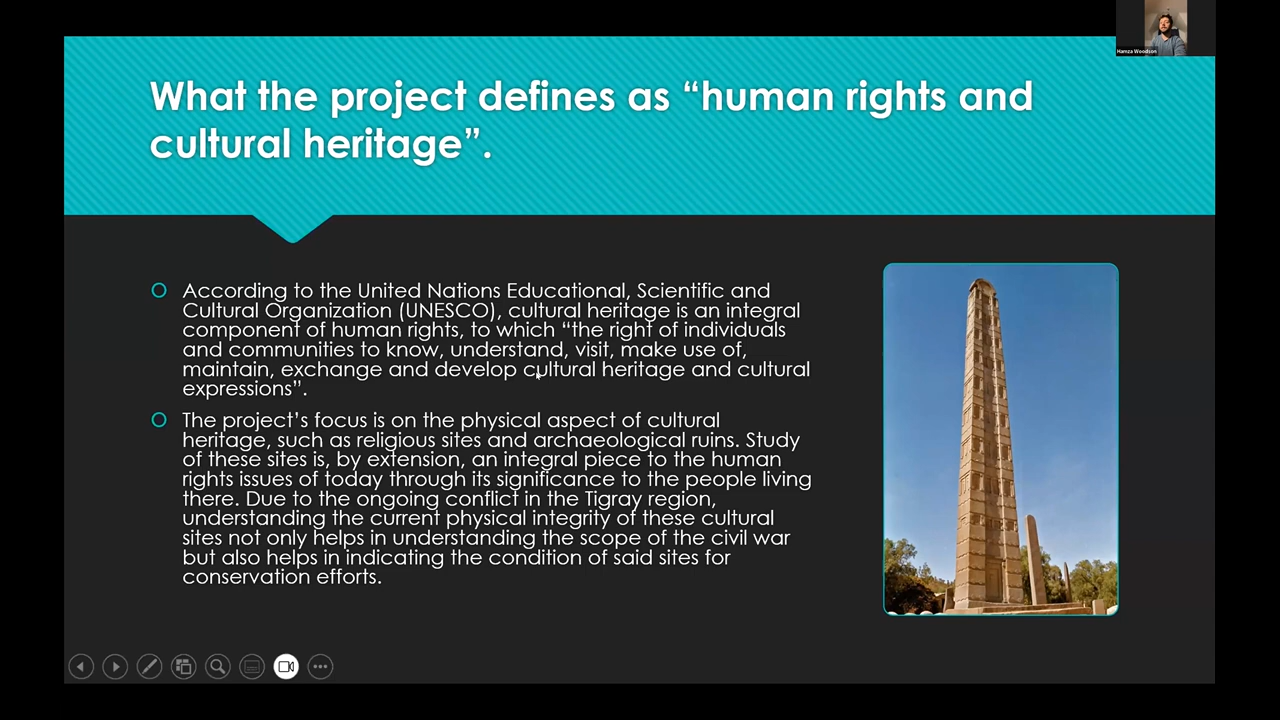 Hamza Woodson
What the project defines as “human rights and
cultural heritage”.
According to the United Nations Educational, Scientific and
Cultural Organization (UNESCO), cultural heritage is an integral
component of human rights, to which “the right of individuals
and communities to know, understand, visit, make use of,
maintain, exchange and develop cultural heritage and cultural
expressions”.
The project’s focus is on the physical aspect of cultural
heritage, such as religious sites and archaeological ruins. Study
of these sites is, by extension, an integral piece to the human
rights issues of today through its significance to the people living
there. Due to the ongoing conflict in the Tigray region,
understanding the current physical integrity of these cultural
sites not only helps in understanding the scope of the civil war
but also helps in indicating the condition of said sites for
conservation efforts.